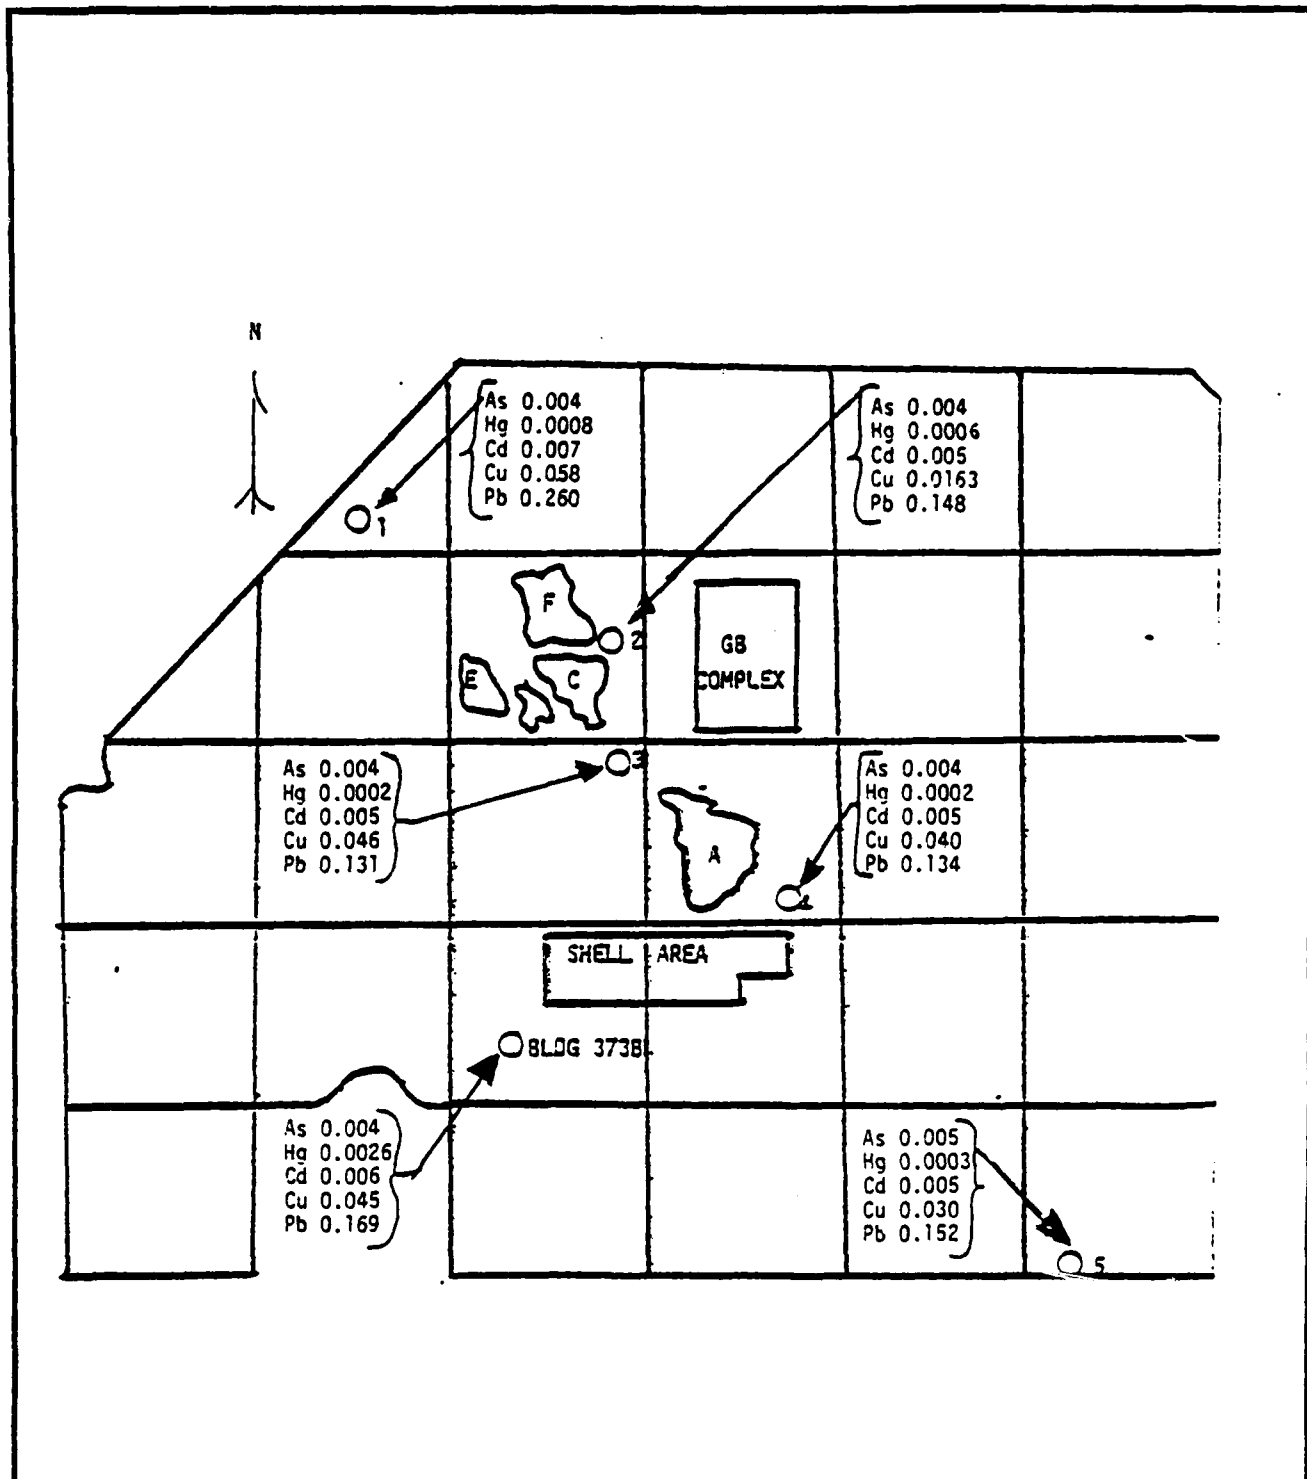 N
As 0.004
Hg 0.0008
Cd 0.007
Cu 0.058
Pb 0.260
1
As 0.004
Hg 0.0006
Cd 0.005
Cu 0.0163
Pb 0.148
F
2
GB
COMPLEX
E
C
As 0.004
Hg 0.0002
Cd 0.005
Cu 0.046
Pb 0.131
3
A
As 0.004
Hg 0.0002
Cd 0.005
Cu 0.040
Pb 0.134
SHELL AREA
BLDG 373B
As 0.004
Hg 0.0026
Cd 0.006
Cu 0.045
Pb 0.169
As 0.005
Hg 0.0003
Cd 0.005
Cu 0.030
Pb 0.152
5